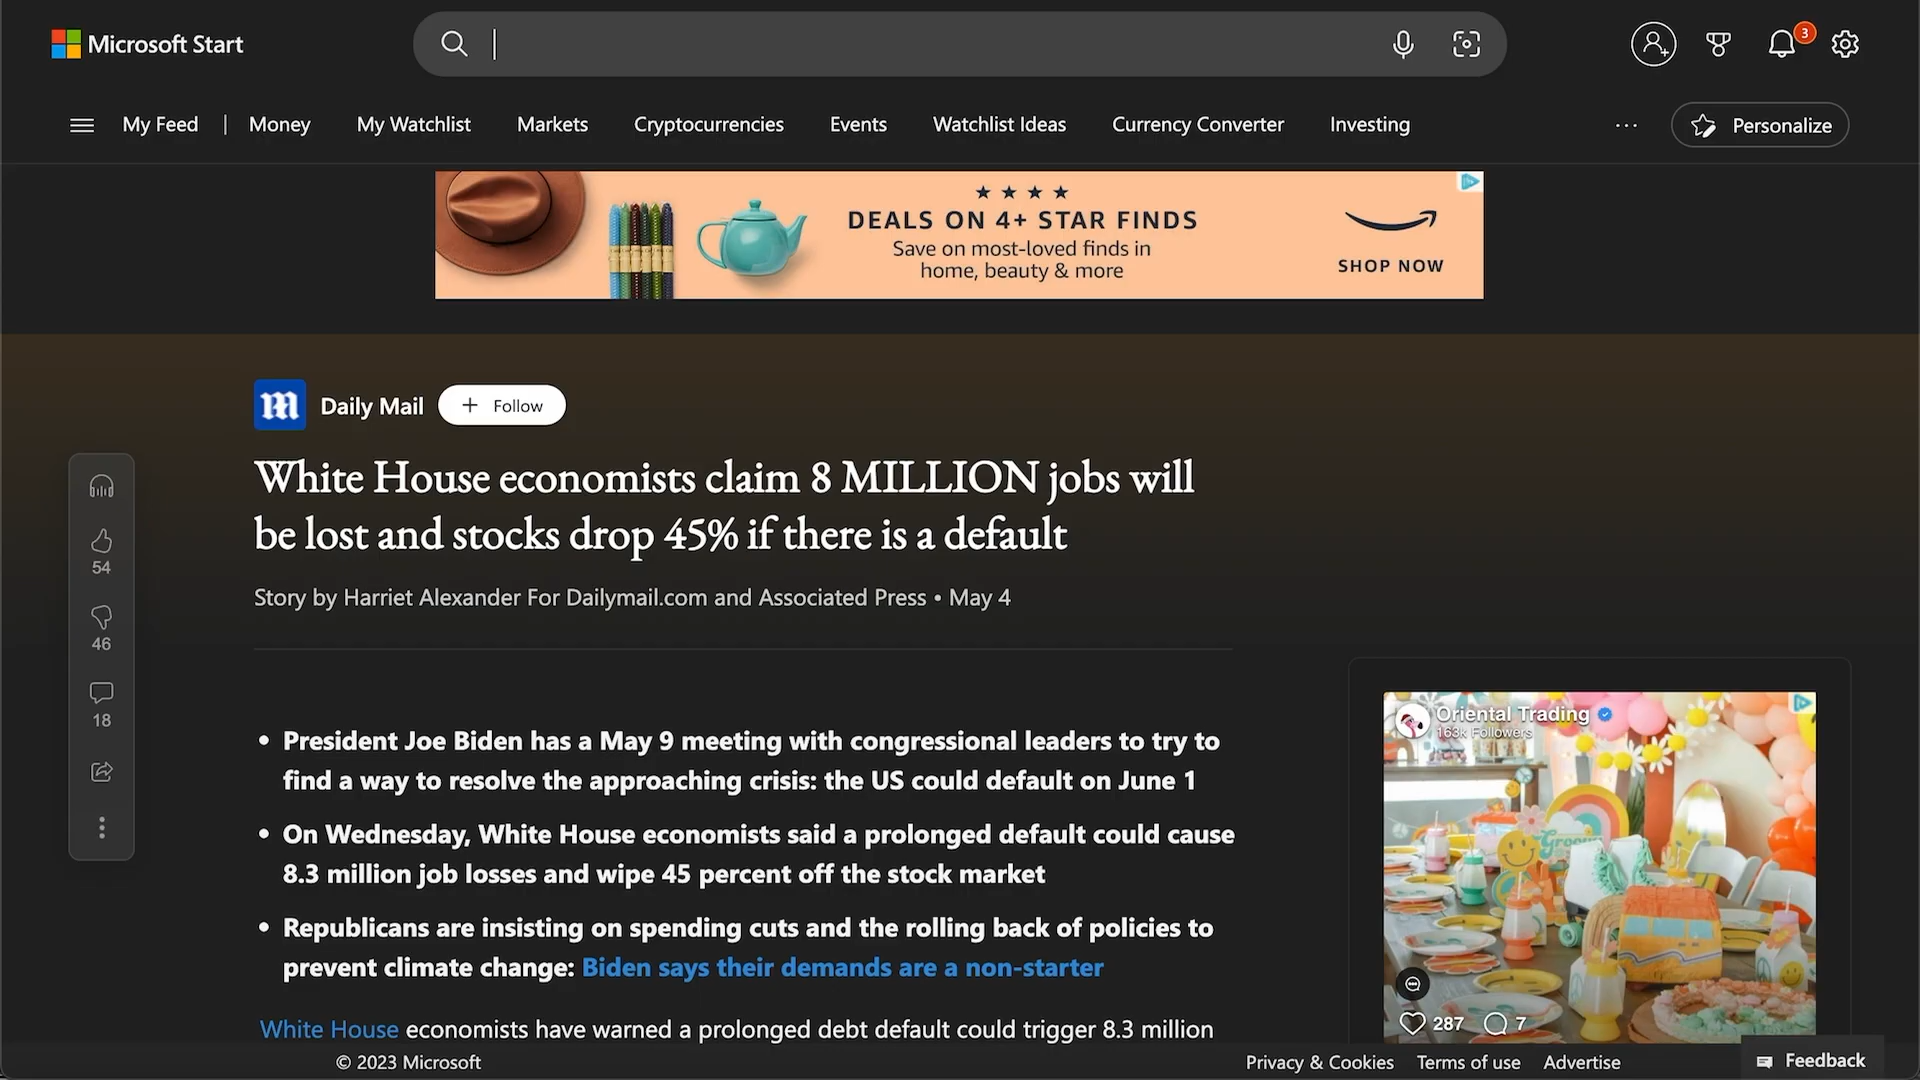 Microsoft Start
3
My Feed | Money My Watchlist Markets Cryptocurrencies Events Watchlist Ideas Currency Converter Investing ... Personalize
DEALS ON 4+ STAR FINDS
Save on most-loved finds in
home, beauty & more
SHOP NOW
m Daily Mail + Follow
White House economists claim 8 MILLION jobs will
be lost and stocks drop 45% if there is a default
Story by Harriet Alexander For Dailymail.com and Associated Press • May 4
54
46
18
• President Joe Biden has a May 9 meeting with congressional leaders to try to
find a way to resolve the approaching crisis: the US could default on June 1
• On Wednesday, White House economists said a prolonged default could cause
8.3 million job losses and wipe 45 percent off the stock market
• Republicans are insisting on spending cuts and the rolling back of policies to
prevent climate change: Biden says their demands are a non-starter
White House economists have warned a prolonged debt default could trigger 8.3 million
Oriental Trading
163k Followers
Groovy
287 7
© 2023 Microsoft
Privacy & Cookies Terms of use Advertise
Feedback